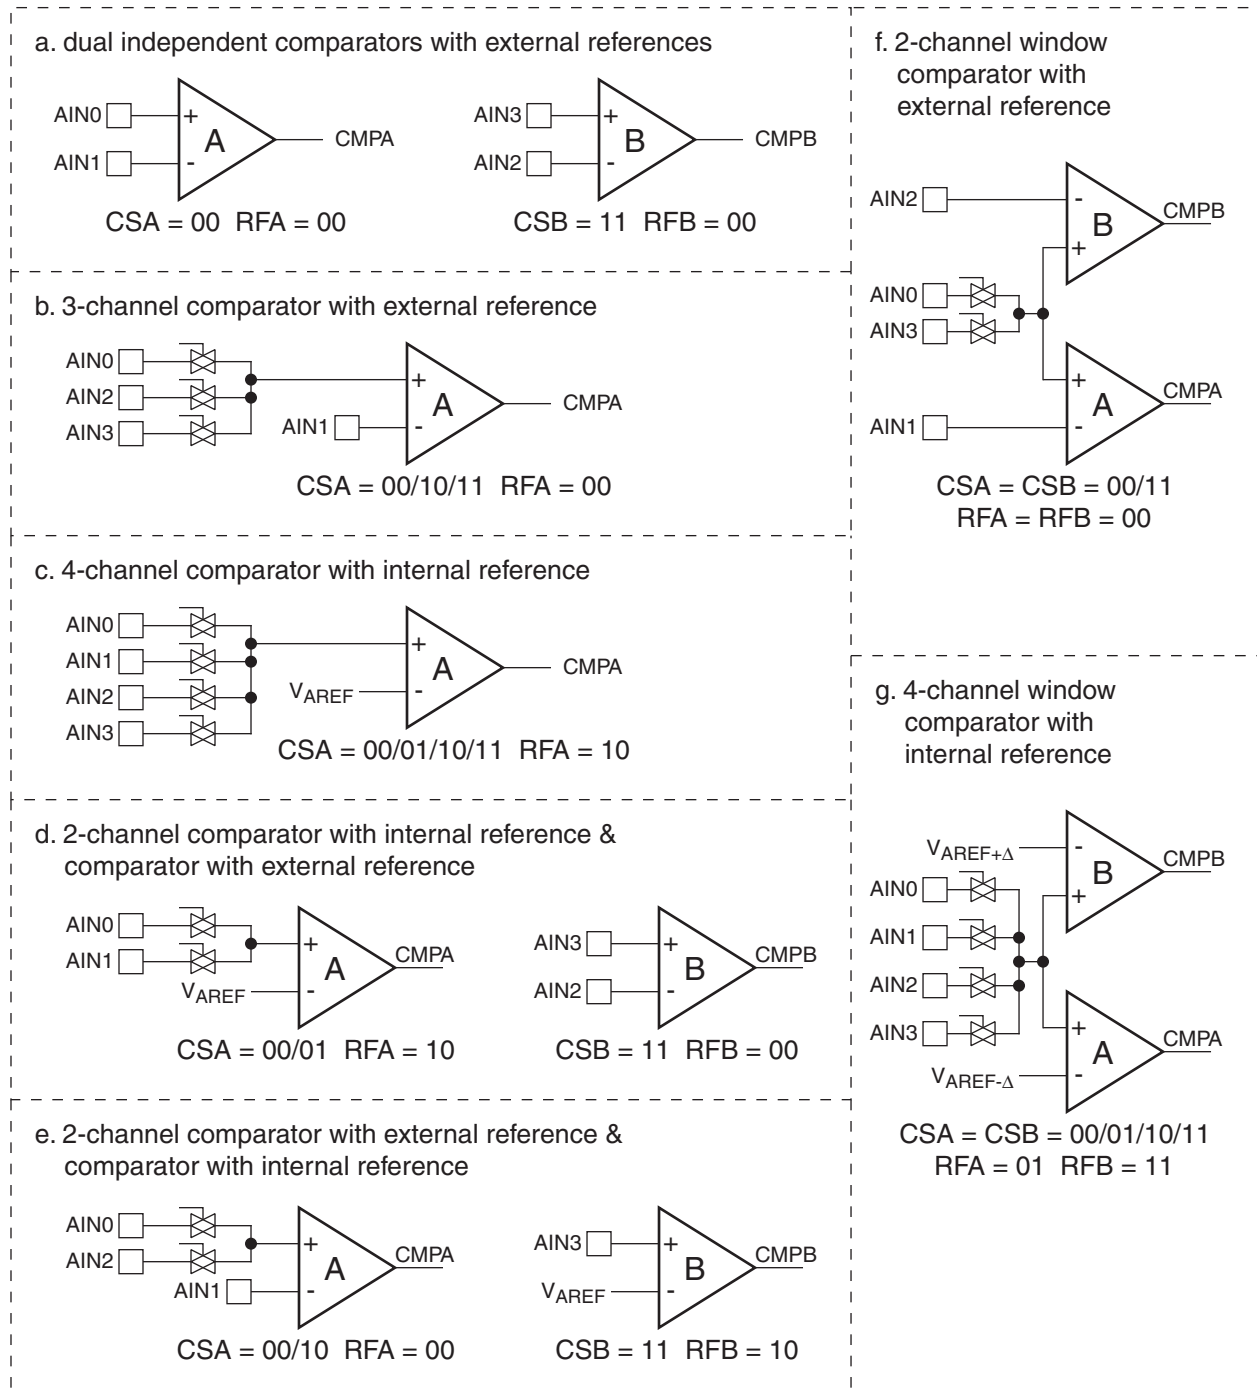 a. dual independent comparators with external references
AIN0
AIN1
+
-
A
CMPA
CSA = 00 RFA = 00
AIN3
AIN2
+
-
B
CMPB
CSB = 11 RFB = 00
b. 3-channel comparator with external reference
AIN0
AIN2
AIN3
AIN1
+
-
A
CMPA
CSA = 00/10/11 RFA = 00
c. 4-channel comparator with internal reference
AIN0
AIN1
AIN2
AIN3
VAREF
+
-
A
CMPA
CSA = 00/01/10/11 RFA = 10
d. 2-channel comparator with internal reference &
comparator with external reference
AIN0
AIN1
VAREF
+
-
A
CMPA
CSA = 00/01 RFA = 10
AIN3
AIN2
+
-
B
CMPB
CSB = 11 RFB = 00
e. 2-channel comparator with external reference &
comparator with internal reference
AIN0
AIN2
AIN1
+
-
A
CMPA
CSA = 00/10 RFA = 00
AIN3
VAREF
+
-
B
CMPB
CSB = 11 RFB = 10
f. 2-channel window
comparator with
external reference
AIN2
-
B
+
CMPB
AIN0
AIN3
+
A
-
CMPA
AIN1
CSA = CSB = 00/11
RFA = RFB = 00
g. 4-channel window
comparator with
internal reference
VAREF+Δ
-
B
+
CMPB
AIN0
AIN1
AIN2
AIN3
+
A
-
CMPA
VAREF-Δ
CSA = CSB = 00/01/10/11
RFA = 01 RFB = 11